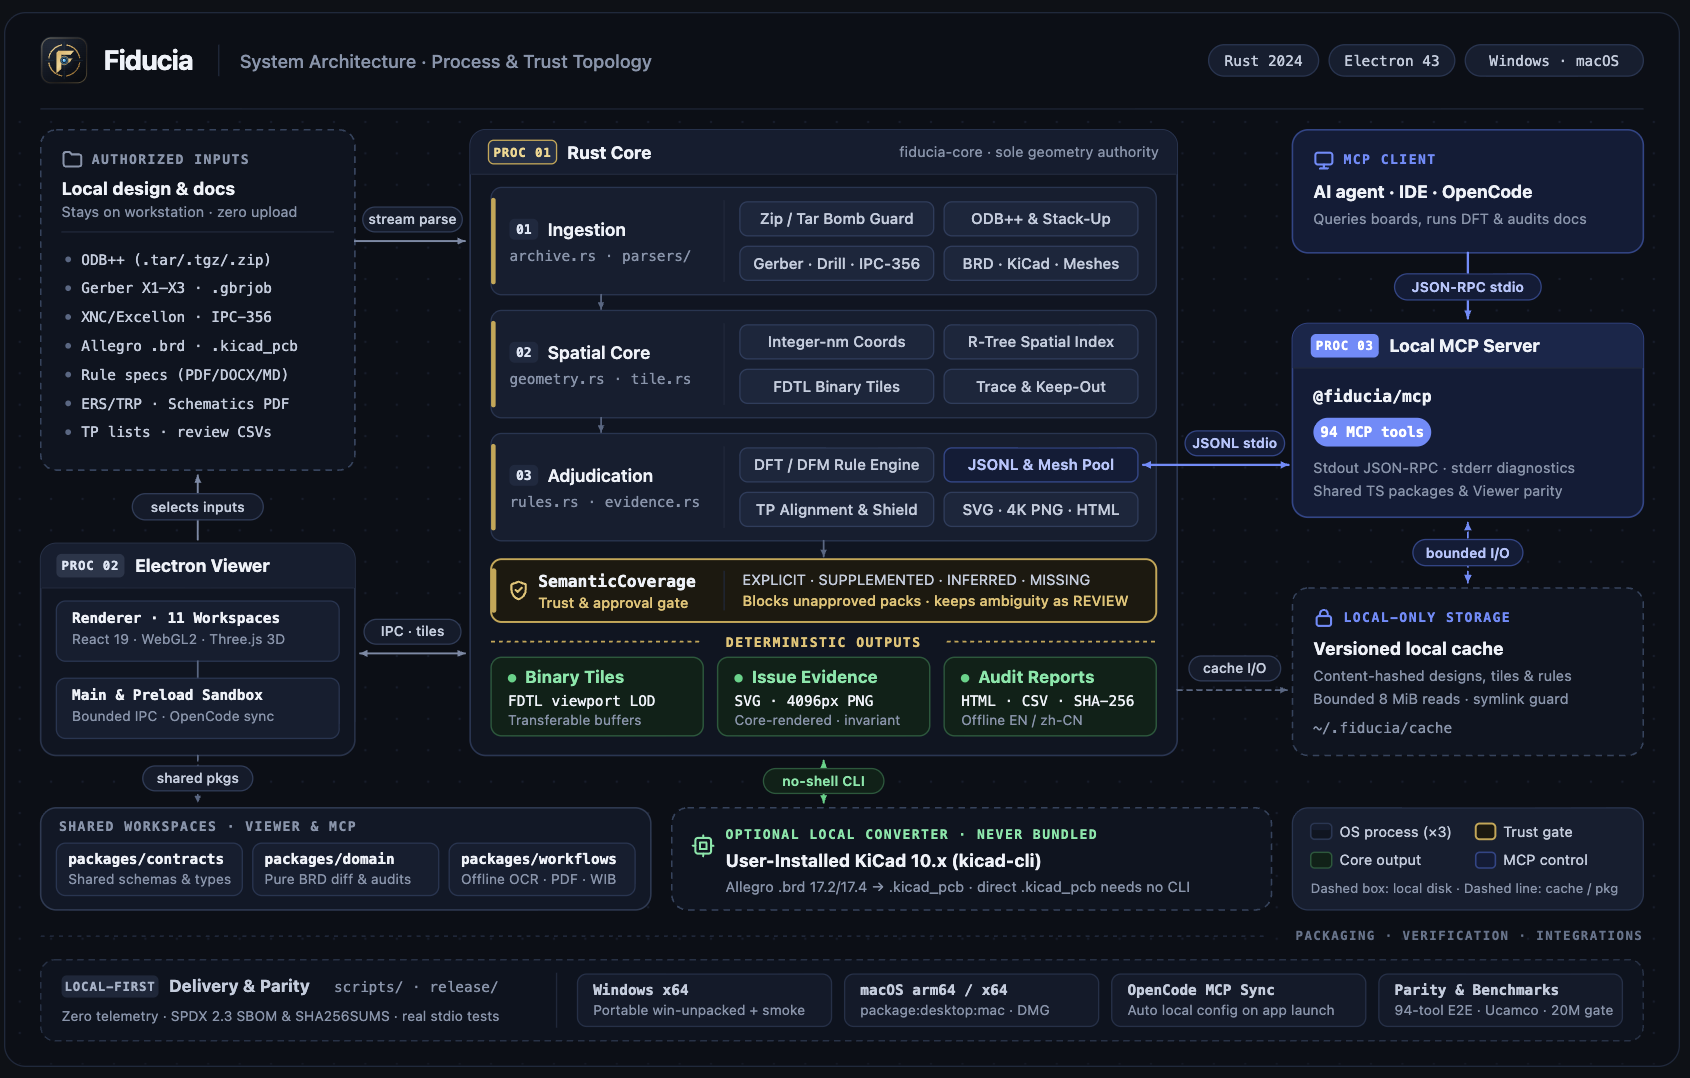 Fiducia
System Architecture · Process & Trust Topology
Rust 2024
Electron 43
Windows · macOS
AUTHORIZED INPUTS
Local design & docs
Stays on workstation · zero upload
ODB++ (.tar/.tgz/.zip)
Gerber X1–X3 · .gbrjob
XNC/Excellon · IPC-356
Allegro .brd · .kicad_pcb
Rule specs (PDF/DOCX/MD)
ERS/TRP · Schematics PDF
TP lists · review CSVs
stream parse
selects inputs
PROC 02 Electron Viewer
Renderer · 11 Workspaces
React 19 · WebGL2 · Three.js 3D
Main & Preload Sandbox
Bounded IPC · OpenCode sync
IPC · tiles
shared pkgs
PROC 01 Rust Core
fiducia-core · sole geometry authority
01 Ingestion
archive.rs · parsers/
Zip / Tar Bomb Guard
ODB++ & Stack-Up
Gerber · Drill · IPC-356
BRD · KiCad · Meshes
02 Spatial Core
geometry.rs · tile.rs
Integer-nm Coords
R-Tree Spatial Index
FDTL Binary Tiles
Trace & Keep-Out
03 Adjudication
rules.rs · evidence.rs
DFT / DFM Rule Engine
JSONL & Mesh Pool
TP Alignment & Shield
SVG · 4K PNG · HTML
SemanticCoverage
Trust & approval gate
EXPLICIT · SUPPLEMENTED · INFERRED · MISSING
Blocks unapproved packs · keeps ambiguity as REVIEW
DETERMINISTIC OUTPUTS
Binary Tiles
FDTL viewport LOD
Transferable buffers
Issue Evidence
SVG · 4096px PNG
Core-rendered · invariant
Audit Reports
HTML · CSV · SHA-256
Offline EN / zh-CN
MCP CLIENT
AI agent · IDE · OpenCode
Queries boards, runs DFT & audits docs
JSON-RPC stdio
PROC 03 Local MCP Server
@fiducia/mcp
94 MCP tools
Stdout JSON-RPC · stderr diagnostics
Shared TS packages & Viewer parity
JSONL stdio
bounded I/O
cache I/O
LOCAL-ONLY STORAGE
Versioned local cache
Content-hashed designs, tiles & rules
Bounded 8 MiB reads · symlink guard
~/.fiducia/cache
no-shell CLI
SHARED WORKSPACES · VIEWER & MCP
packages/contracts
Shared schemas & types
packages/domain
Pure BRD diff & audits
packages/workflows
Offline OCR · PDF · WIB
OPTIONAL LOCAL CONVERTER · NEVER BUNDLED
User-Installed KiCad 10.x (kicad-cli)
Allegro .brd 17.2/17.4 → .kicad_pcb · direct .kicad_pcb needs no CLI
OS process (×3)
Trust gate
Core output
MCP control
Dashed box: local disk · Dashed line: cache / pkg
PACKAGING · VERIFICATION · INTEGRATIONS
LOCAL-FIRST Delivery & Parity scripts/ · release/
Zero telemetry · SPDX 2.3 SBOM & SHA256SUMS · real stdio tests
Windows x64
Portable win-unpacked + smoke
macOS arm64 / x64
package:desktop:mac · DMG
OpenCode MCP Sync
Auto local config on app launch
Parity & Benchmarks
94-tool E2E · Ucamco · 20M gate